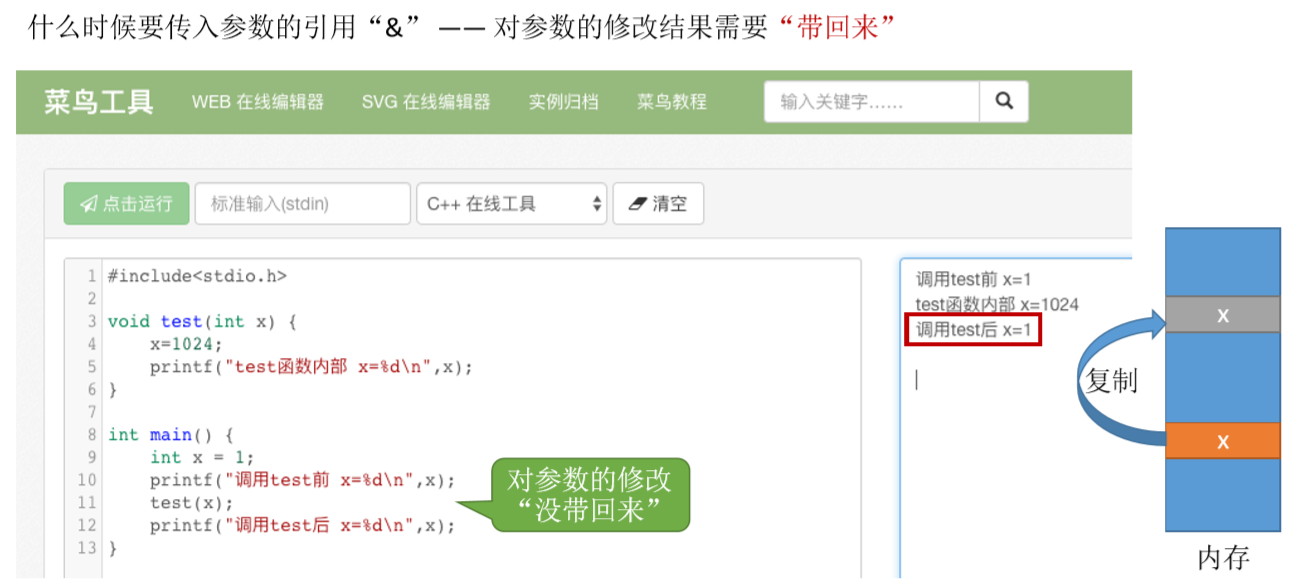 什么时候要传入参数的引用“&” —— 对参数的修改结果需要“带回来”
菜鸟工具 WEB 在线编辑器 SVG 在线编辑器 实例归档 菜鸟教程 输入关键字......
点击运行 标准输入(stdin) C++ 在线工具 清空
1 #include<stdio.h>
2
3 void test(int x) {
4 x=1024;
5 printf("test函数内部 x=%d\n",x);
6 }
7
8 int main() {
9 int x = 1;
10 printf("调用test前 x=%d\n",x);
11 test(x);
12 printf("调用test后 x=%d\n",x);
13 }
对参数的修改
“没带回来”
调用test前 x=1
test函数内部 x=1024
调用test后 x=1
x
复制
x
内存